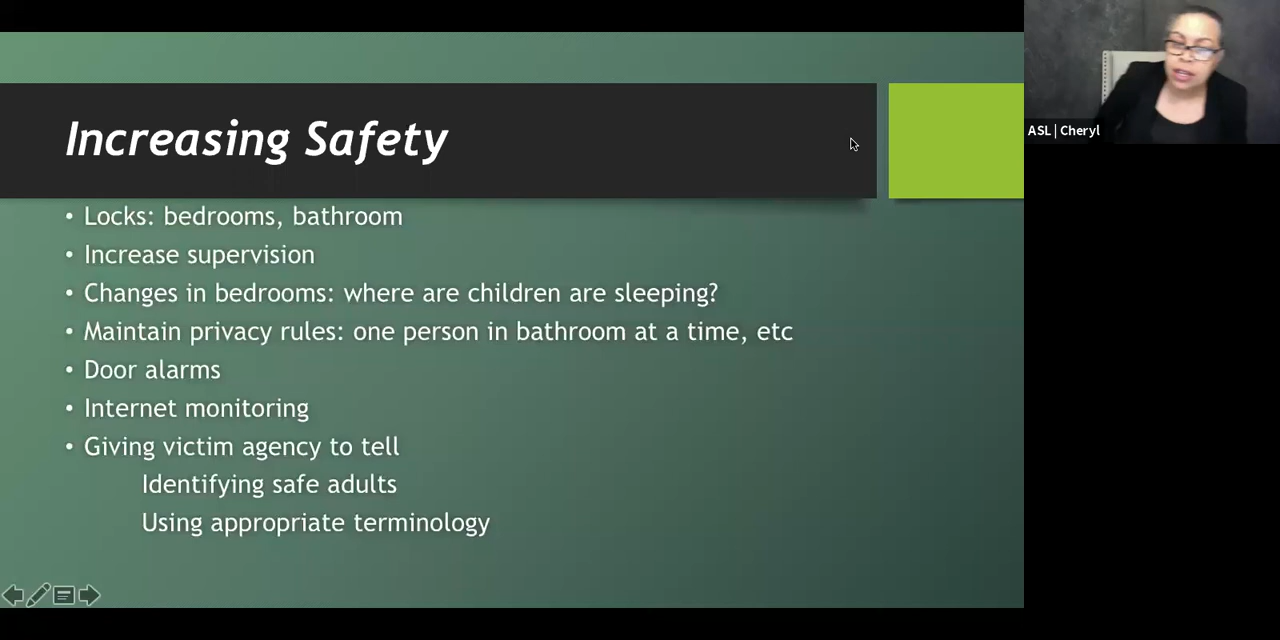 Increasing Safety
• Locks: bedrooms, bathroom
• Increase supervision
• Changes in bedrooms: where are children are sleeping?
• Maintain privacy rules: one person in bathroom at a time, etc
• Door alarms
• Internet monitoring
• Giving victim agency to tell
Identifying safe adults
Using appropriate terminology
ASL | Cheryl